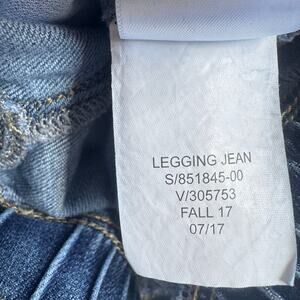 LEGGING JEAN
S/851845-00
V/305753
FALL 17
07/17